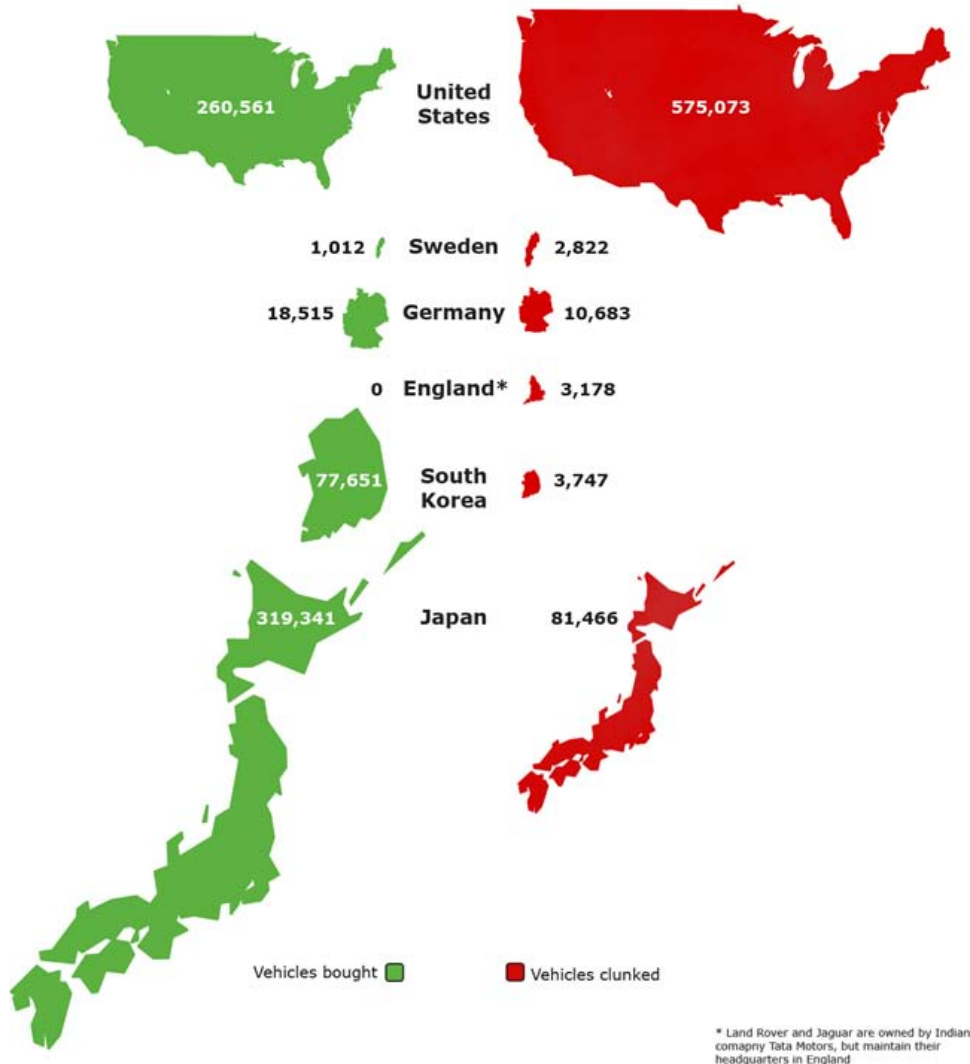 260,561
United
States
575,073
1,012
Sweden
2,822
18,515
Germany
10,683
0
England*
3,178
77,651
South
Korea
3,747
319,341
Japan
81,466
Vehicles bought
Vehicles clunked
* Land Rover and Jaguar are owned by Indian
comapny Tata Motors, but maintain their
headquarters in England